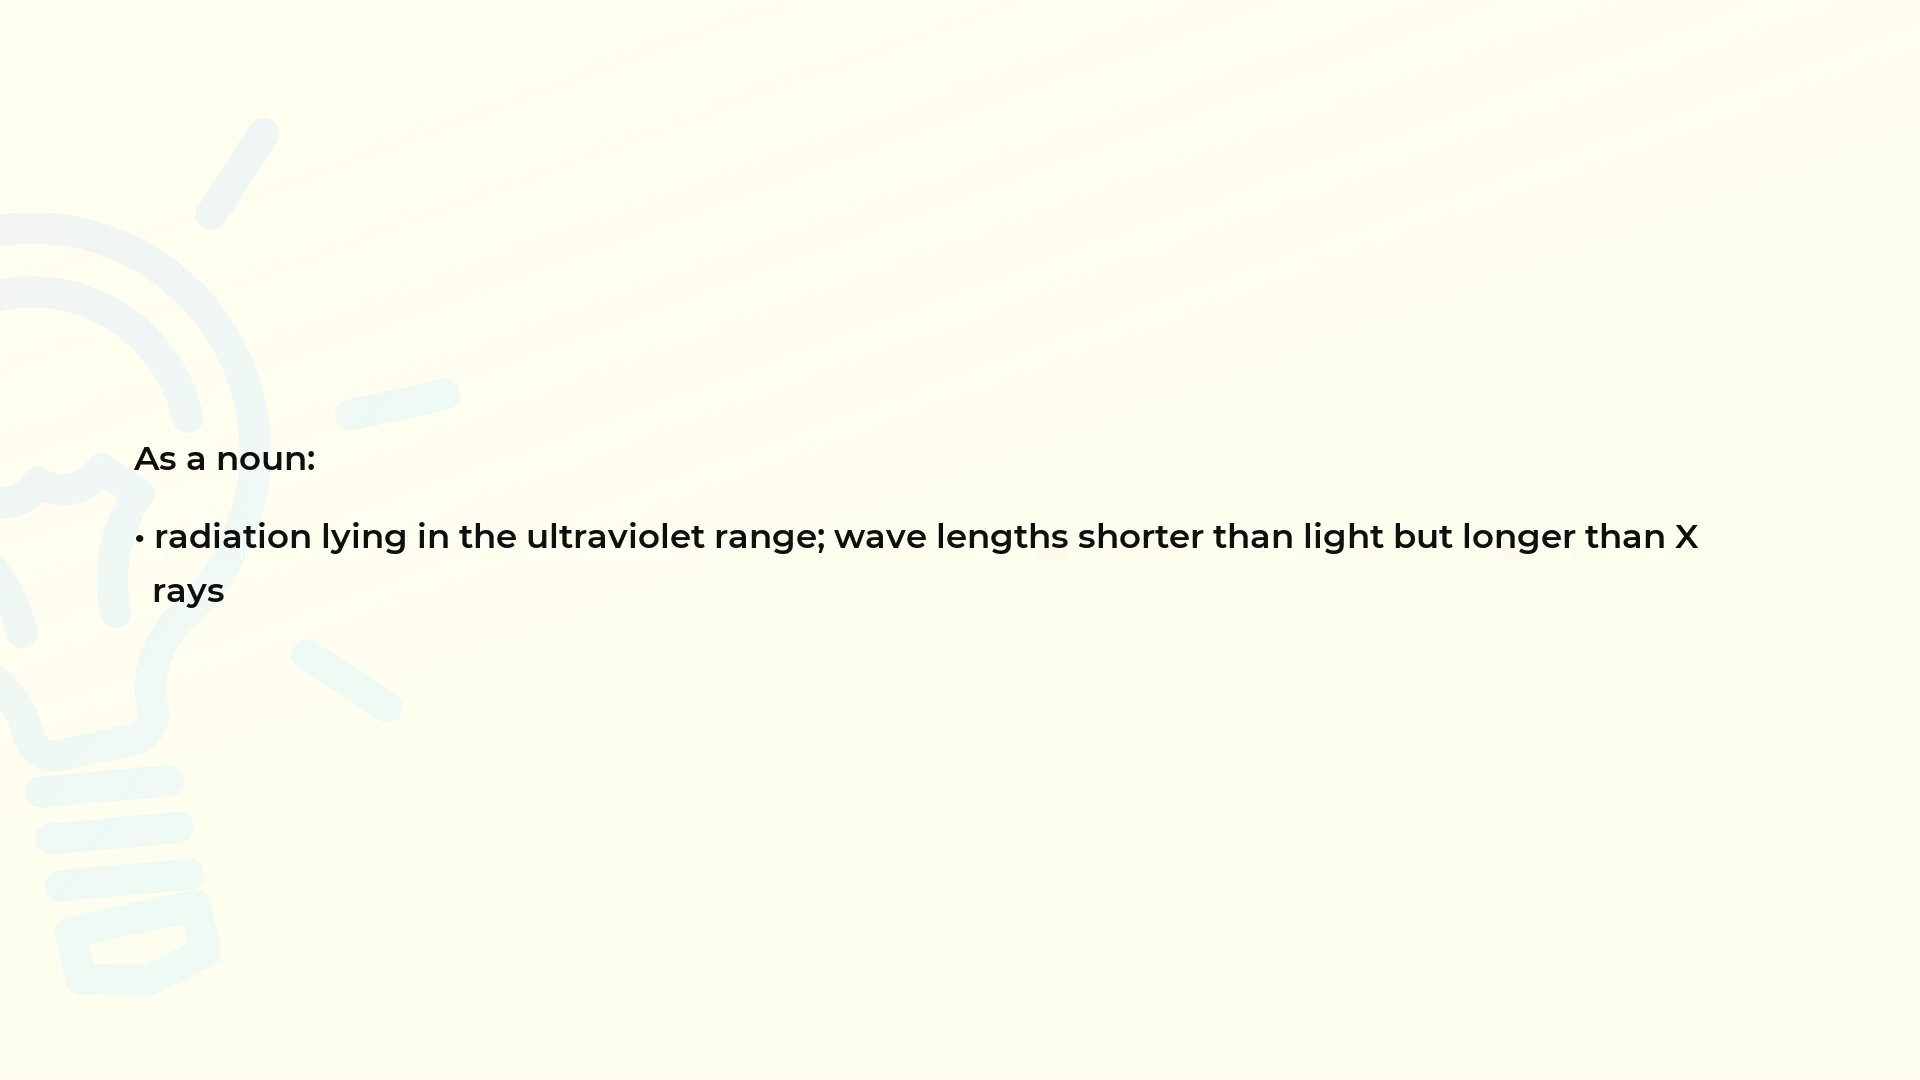 As a noun:
• radiation lying in the ultraviolet range; wave lengths shorter than light but longer than X
rays